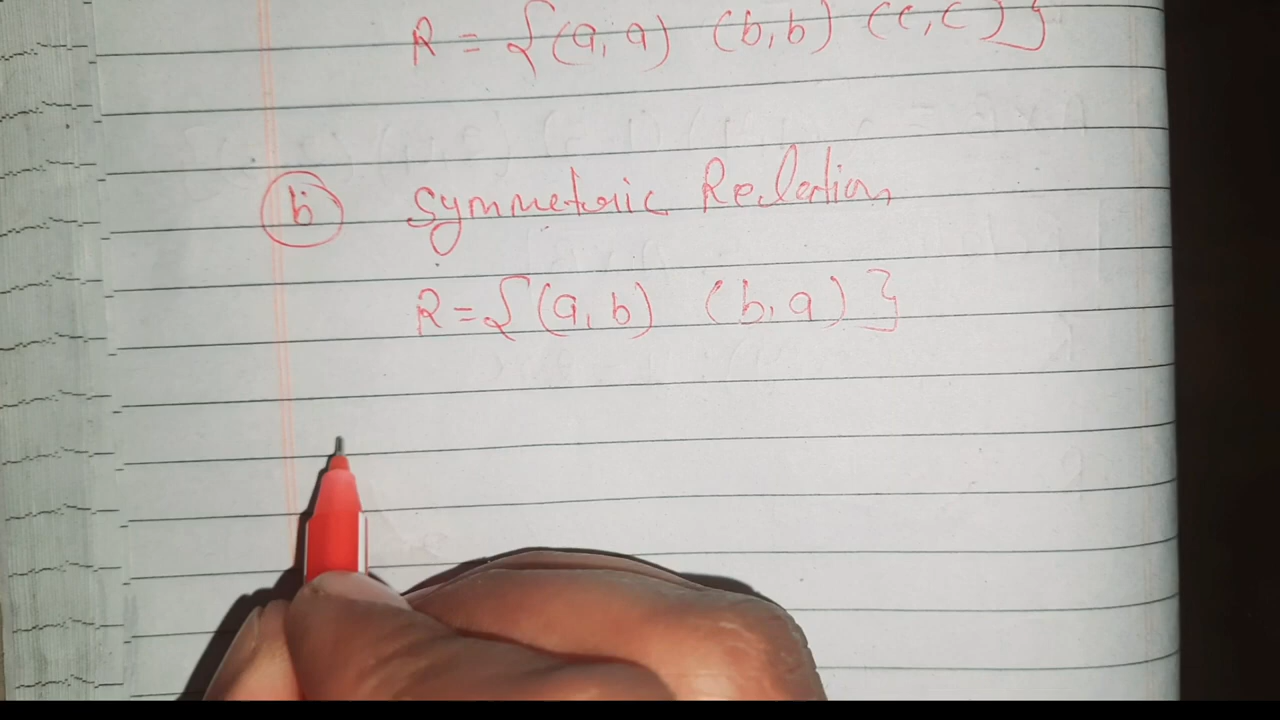 R = {(a,a) (b,b) (c,c)}
b Symmetric Relation
R = {(a,b) (b,a)}